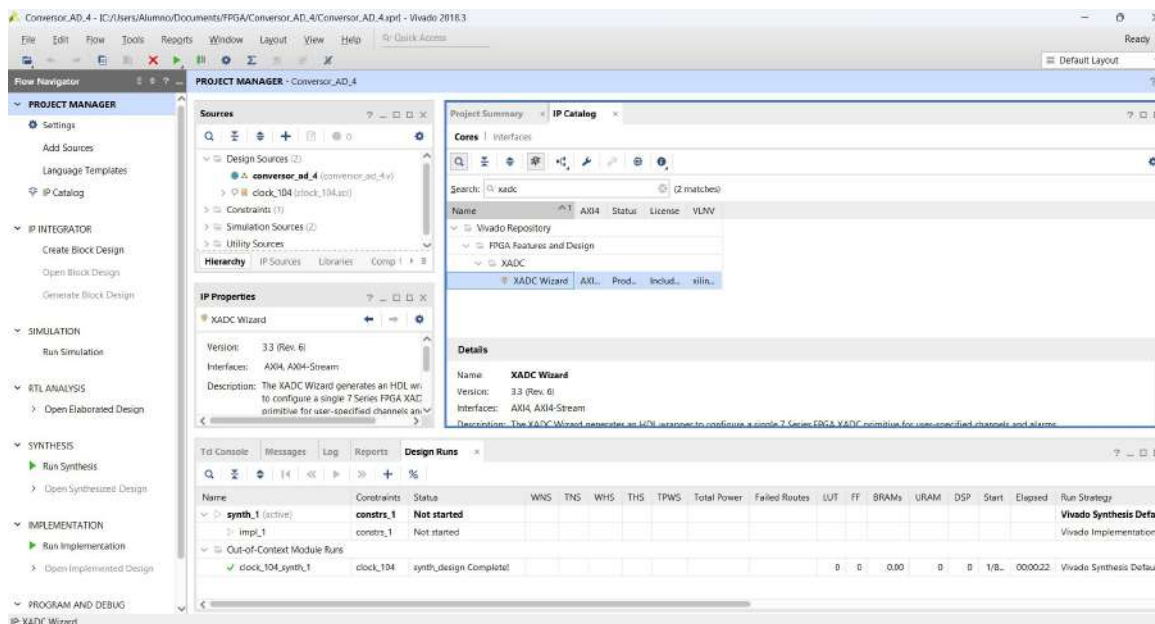 Conversor_AD_4 - [C:/Users/Alumno/Documents/FPGA/Conversor_AD_4/Conversor_AD_4.xpr] - Vivado 2018.3
File Edit Flow Tools Reports Window Layout View Help Quick Access
Ready
Default Layout
Flow Navigator
PROJECT MANAGER
Settings
Add Sources
Language Templates
IP Catalog
IP INTEGRATOR
Create Block Design
Open Block Design
Generate Block Design
SIMULATION
Run Simulation
RTL ANALYSIS
Open Elaborated Design
SYNTHESIS
Run Synthesis
Open Synthesized Design
IMPLEMENTATION
Run Implementation
Open Implemented Design
PROGRAM AND DEBUG
PROJECT MANAGER - Conversor_AD_4
Sources
0
Design Sources (2)
conversor_ad_4 (conversor_ad_4.v)
clock_104 (clock_104.xci)
Constraints (1)
Simulation Sources (2)
Utility Sources
Hierarchy IP Sources Libraries Comp
IP Properties
XADC Wizard
Version: 3.3 (Rev. 6)
Interfaces: AXI4, AXI4-Stream
Description: The XADC Wizard generates an HDL
to configure a single 7 Series FPGA XAD
primitive for user-specified channels an
Project Summary IP Catalog
Cores | Interfaces
Search: xadc (2 matches)
Name 1 AXI4 Status License VLNV
Vivado Repository
FPGA Features and Design
XADC
XADC Wizard AXI... Prod... Includ... xilin...
Details
Name: XADC Wizard
Version: 3.3 (Rev. 6)
Interfaces: AXI4, AXI4-Stream
Description: The XADC Wizard generates an HDL wrapper to configure a single 7 Series FPGA XADC primitive for user-specified channels and alarms
Tcl Console Messages Log Reports Design Runs
Name Constraints Status WNS TNS WHS THS TPWS Total Power Failed Routes LUT FF BRAMs URAM DSP Start Elapsed Run Strategy
synth_1 (active) constrs_1 Not started Vivado Synthesis Defa
impl_1 constrs_1 Not started Vivado Implementation
Out-of-Context Module Runs
clock_104_synth_1 clock_104 synth_design Complete! 0 0 0.00 0 0 1/8... 00:00:22 Vivado Synthesis Defau
IP: XADC Wizard